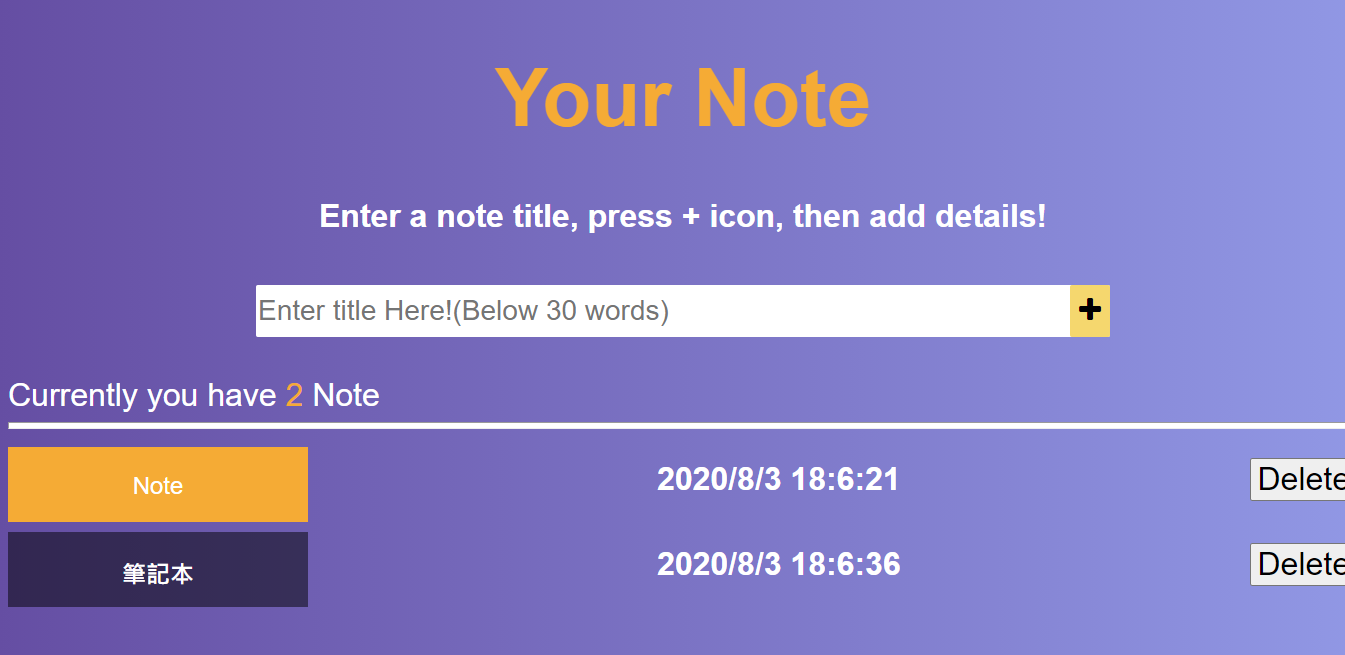 Your Note
Enter a note title, press + icon, then add details!
Enter title Here!(Below 30 words)
Currently you have 2 Note
Note 2020/8/3 18:6:21 Delete
筆記本 2020/8/3 18:6:36 Delete